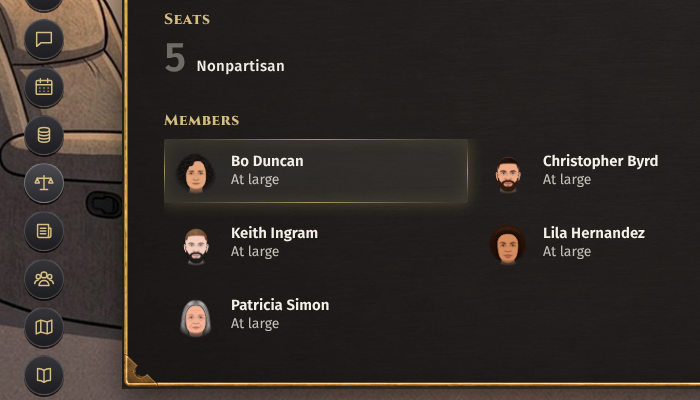 Seats
5 Nonpartisan
Members
Bo Duncan
At large
Christopher Byrd
At large
Keith Ingram
At large
Lila Hernandez
At large
Patricia Simon
At large